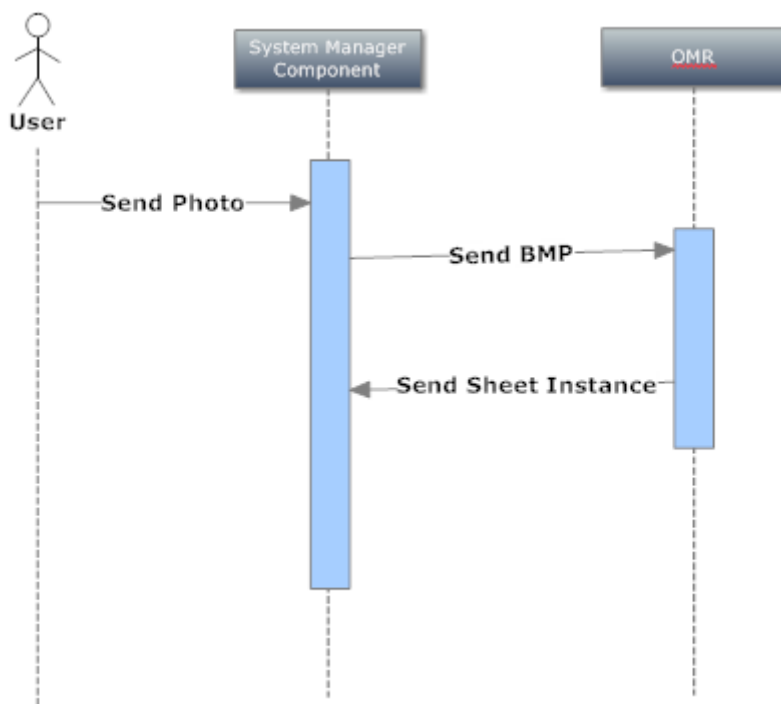 System Manager
Component
OMR
User
Send Photo
Send BMP
Send Sheet Instance